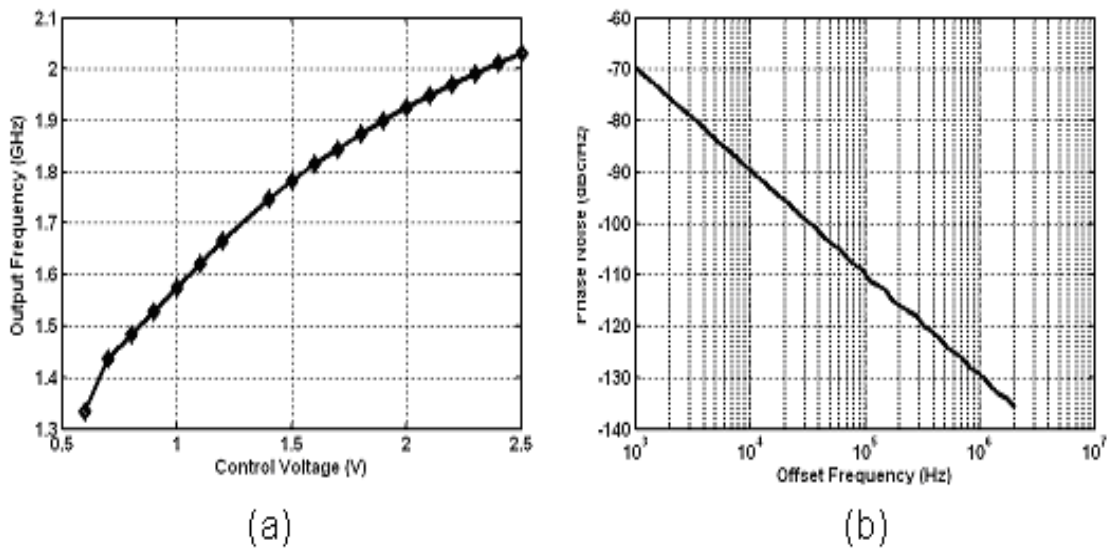 2.1
2
1.9
1.8
1.7
1.6
1.5
1.4
1.3
0.5 1 1.5 2 2.5
Output Frequency (GHz)
Control Voltage (V)
(a)
-60
-70
-80
-90
-100
-110
-120
-130
-140
10³ 10⁴ 10⁵ 10⁶ 10⁷
Phase Noise (dBc/Hz)
Offset Frequency (Hz)
(b)